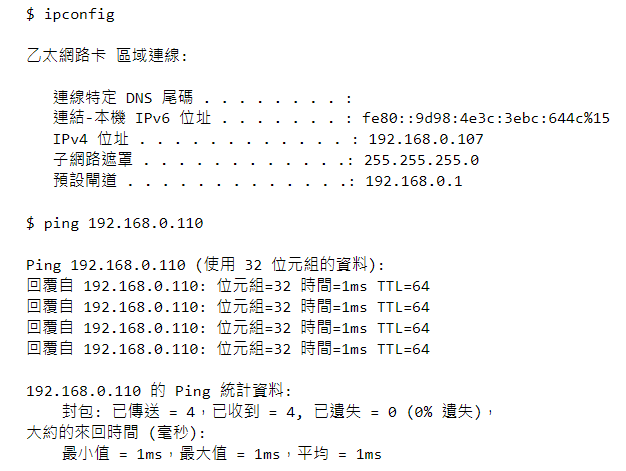 $ ipconfig
乙太網路卡 區域連線:
連線特定 DNS 尾碼 . . . . . . . . :
連結-本機 IPv6 位址 . . . . . . . : fe80::9d98:4e3c:3ebc:644c%15
IPv4 位址 . . . . . . . . . . . . : 192.168.0.107
子網路遮罩 . . . . . . . . . . . .: 255.255.255.0
預設閘道 . . . . . . . . . . . . .: 192.168.0.1
$ ping 192.168.0.110
Ping 192.168.0.110 (使用 32 位元組的資料):
回覆自 192.168.0.110: 位元組=32 時間=1ms TTL=64
回覆自 192.168.0.110: 位元組=32 時間=1ms TTL=64
回覆自 192.168.0.110: 位元組=32 時間=1ms TTL=64
回覆自 192.168.0.110: 位元組=32 時間=1ms TTL=64
192.168.0.110 的 Ping 統計資料:
封包: 已傳送 = 4，已收到 = 4, 已遺失 = 0 (0% 遺失)，
大約的來回時間 (毫秒):
最小值 = 1ms，最大值 = 1ms，平均 = 1ms